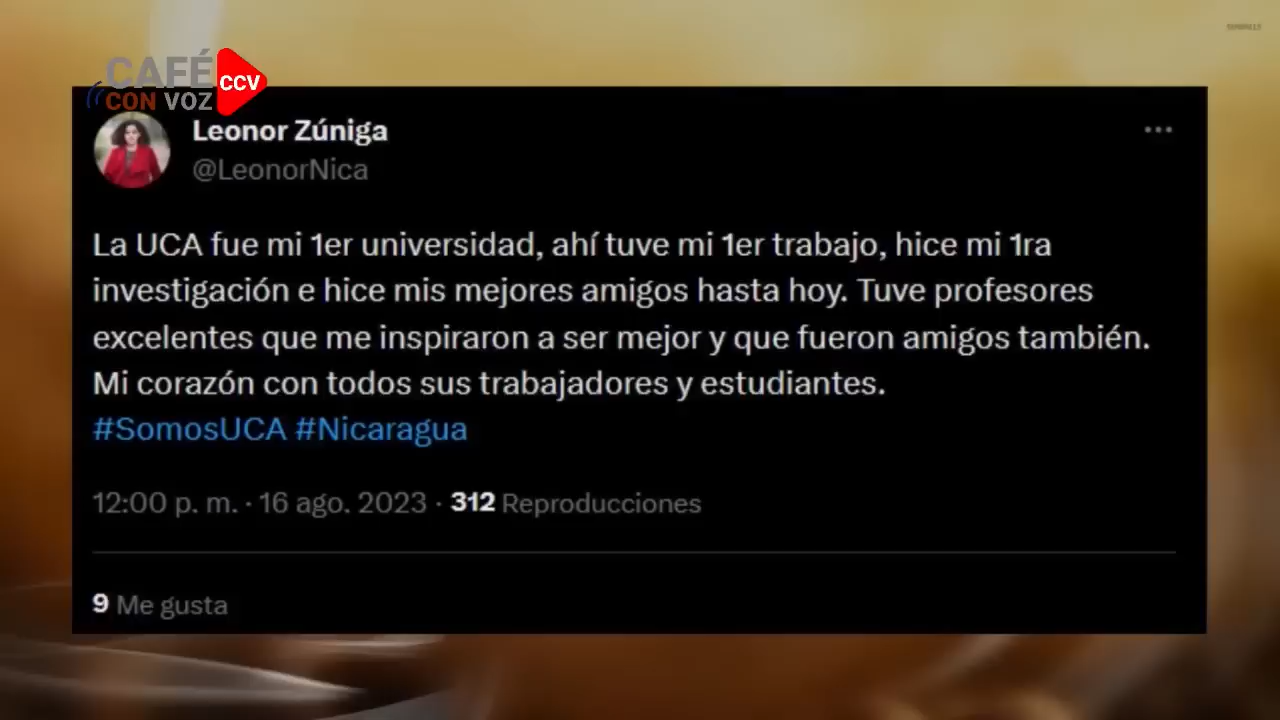 CAFÉ
CON VOZ
CCV
Leonor Zúniga
@LeonorNica
La UCA fue mi 1er universidad, ahí tuve mi 1er trabajo, hice mi 1ra
investigación e hice mis mejores amigos hasta hoy. Tuve profesores
excelentes que me inspiraron a ser mejor y que fueron amigos también.
Mi corazón con todos sus trabajadores y estudiantes.
#SomosUCA #Nicaragua
12:00 p. m. · 16 ago. 2023 · 312 Reproducciones
9 Me gusta